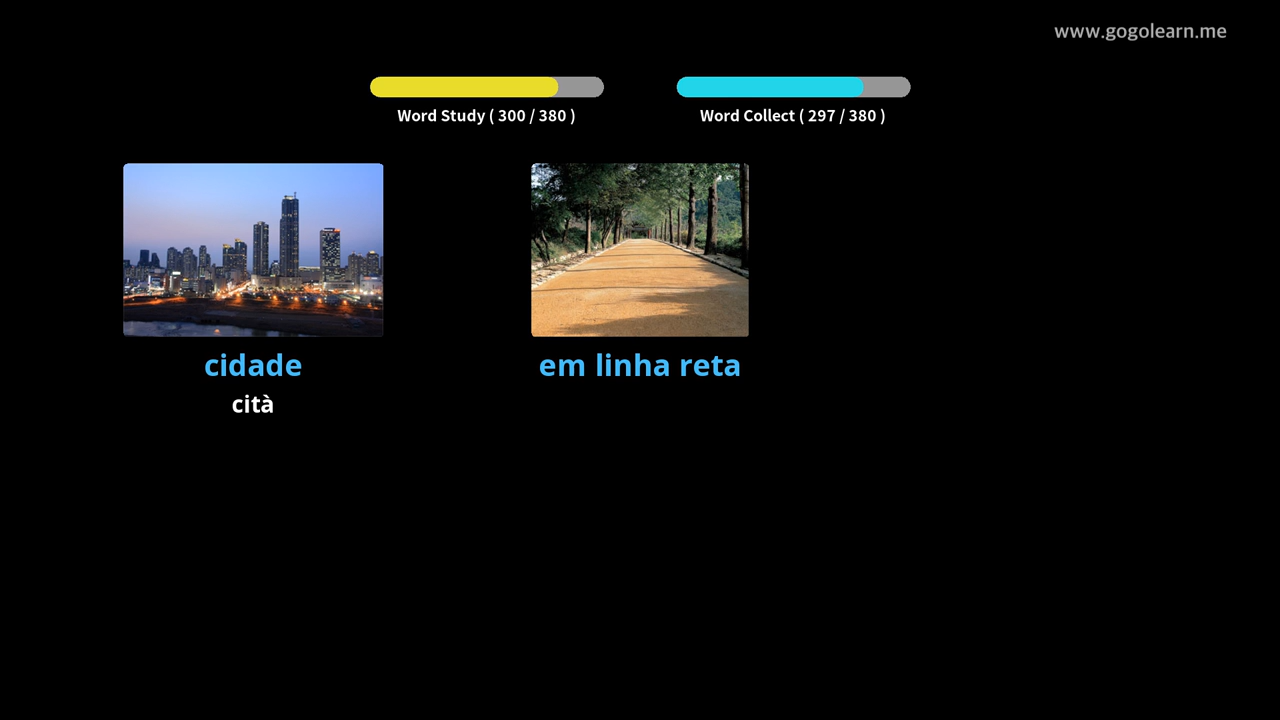 www.gogolearn.me
Word Study ( 300 / 380 )
Word Collect ( 297 / 380 )
cidade
cità
em linha reta